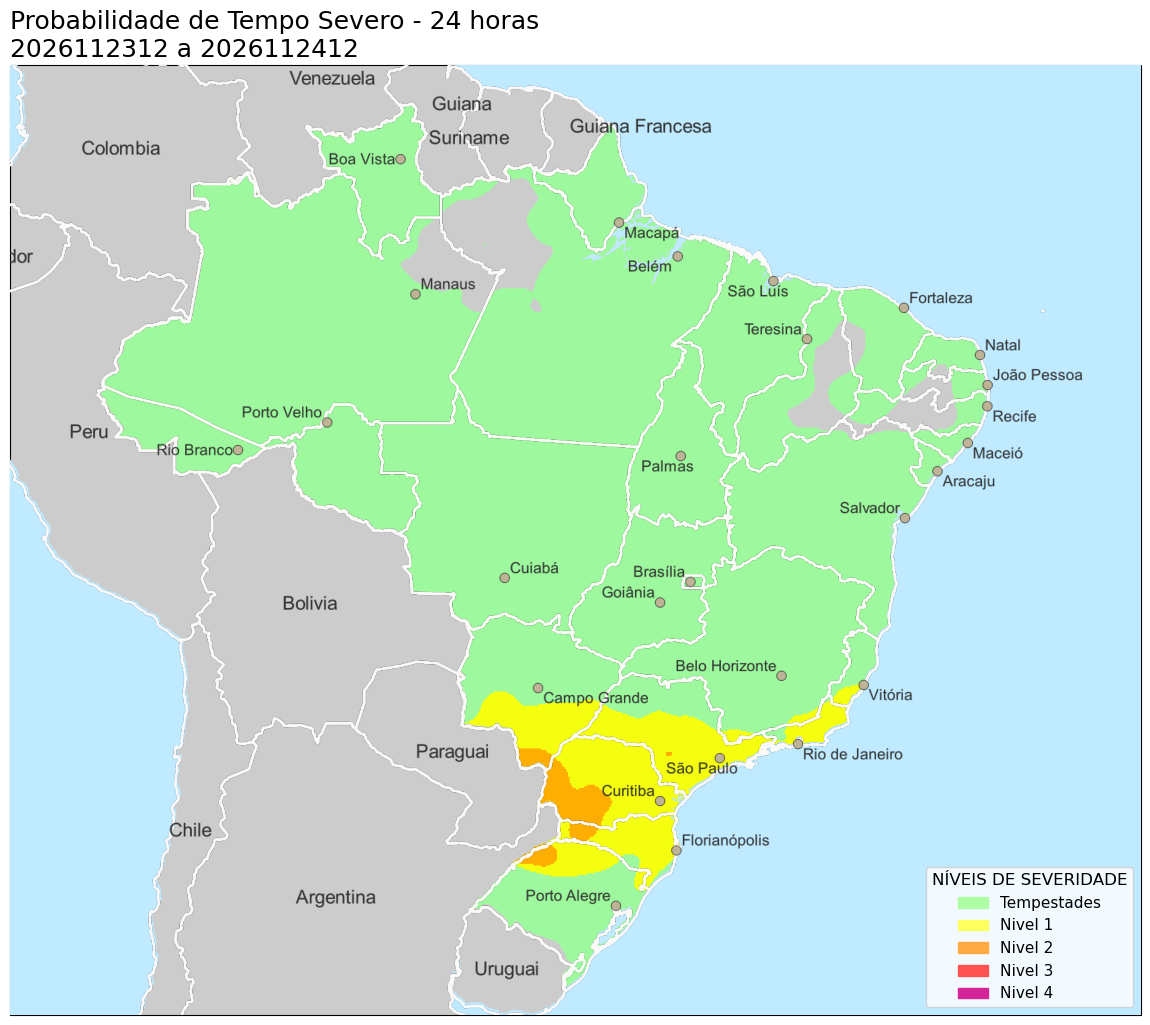 Probabilidade de Tempo Severo - 24 horas
2026112312 a 2026112412
Venezuela
Guiana
Guiana Francesa
Suriname
Colombia
Boa Vista
Macapá
dor
Belém
Manaus
São Luís
Fortaleza
Teresina
Natal
João Pessoa
Porto Velho
Recife
Peru
Rio Branco
Maceió
Palmas
Aracaju
Salvador
Cuiabá
Brasília
Goiânia
Bolivia
Belo Horizonte
Vitória
Campo Grande
Paraguai
Rio de Janeiro
São Paulo
Curitiba
Chile
Florianópolis
Argentina
Porto Alegre
Uruguai
NÍVEIS DE SEVERIDADE
Tempestades
Nivel 1
Nivel 2
Nivel 3
Nivel 4